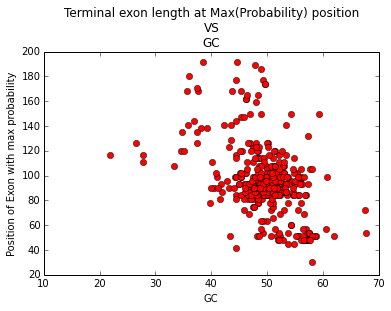 Terminal exon length at Max(Probability) position
VS
GC
Position of Exon with max probability
200
180
160
140
120
100
80
60
40
20
10 20 30 40 50 60 70
GC